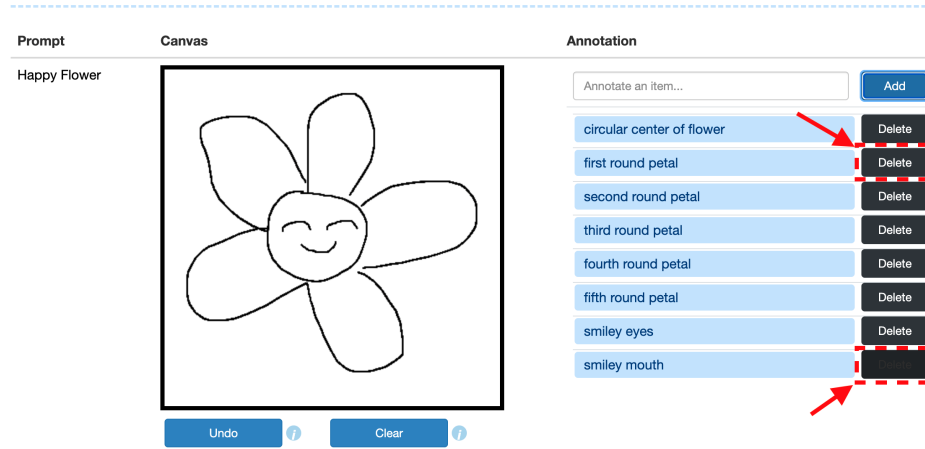 Prompt Canvas Annotation
Happy Flower
Annotate an item... Add
circular center of flower Delete
first round petal Delete
second round petal Delete
third round petal Delete
fourth round petal Delete
fifth round petal Delete
smiley eyes Delete
smiley mouth Delete
Undo i Clear i